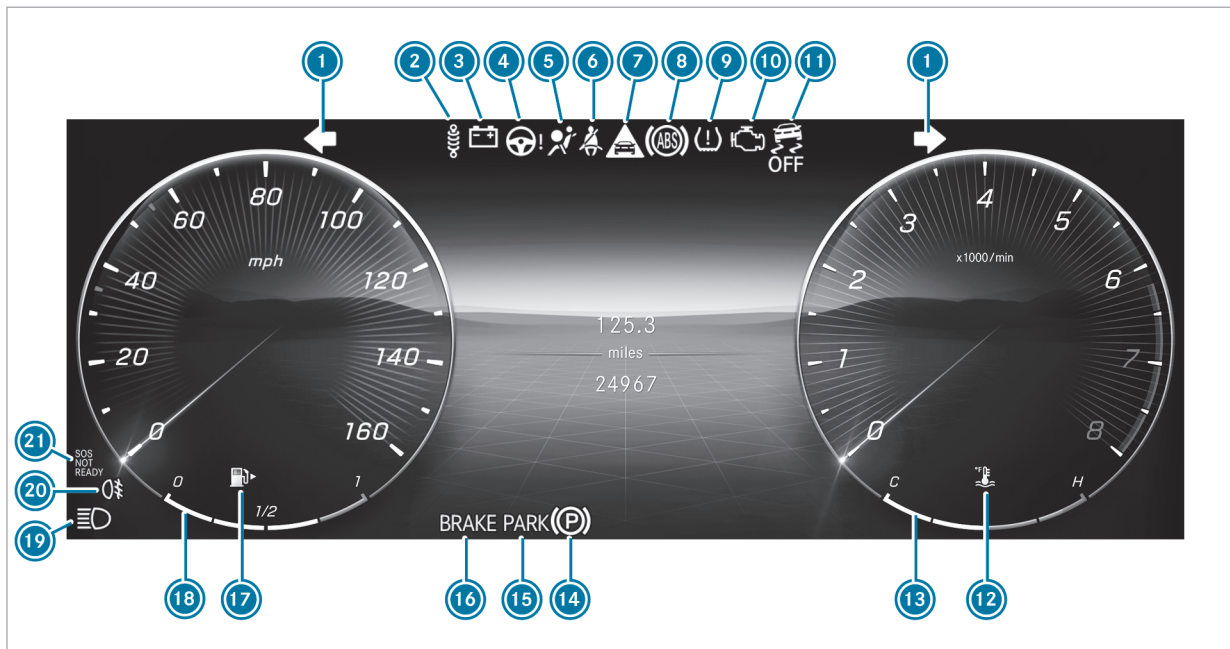 1 2 3 4 5 6 7 8 9 10 11 1
ABS
!
!
OFF
80
60 100
mph
40 120
20 140
0 160
125.3
miles
24967
4
3 5
x1000/min
2 6
1 7
0 8
21
SOS
NOT
READY
20
19
0 1/2 1
BRAKE PARK (P)
C °F H
18 17 16 15 14 13 12